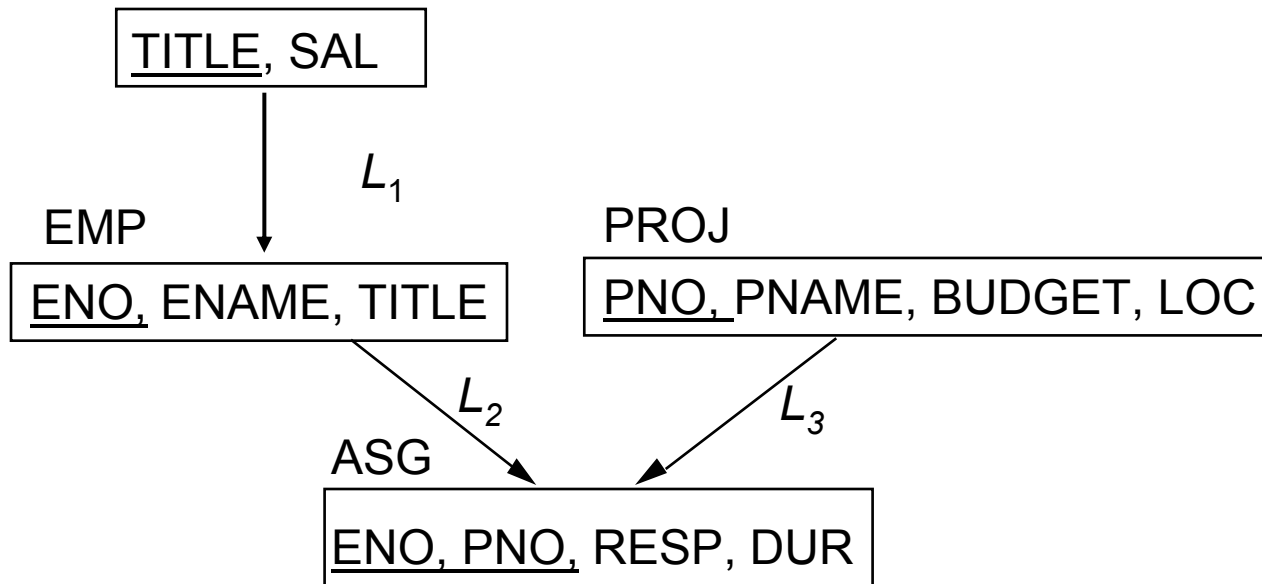 TITLE, SAL
L1
EMP
PROJ
ENO, ENAME, TITLE
PNO, PNAME, BUDGET, LOC
L2
L3
ASG
ENO, PNO, RESP, DUR